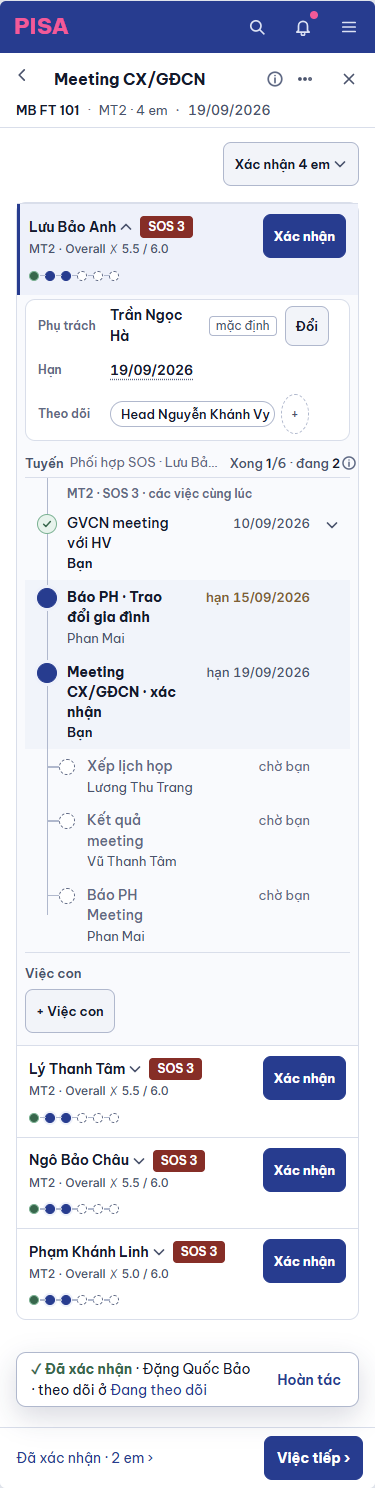 PISA
Meeting CX/GĐCN
MB FT 101 · MT2 · 4 em · 19/09/2026
Xác nhận 4 em
Lưu Bảo Anh SOS 3
Xác nhận
MT2 · Overall ╳ 5.5 / 6.0
Phụ trách
Trần Ngọc
Hà
mặc định
Đổi
Hạn
19/09/2026
Theo dõi
Head Nguyễn Khánh Vy
+
Tuyến Phối hợp SOS · Lưu Bả... Xong 1/6 · đang 2
MT2 · SOS 3 · các việc cùng lúc
GVCN meeting
với HV
10/09/2026
Bạn
Báo PH · Trao
đổi gia đình
hạn 15/09/2026
Phan Mai
Meeting
CX/GĐCN · xác
nhận
hạn 19/09/2026
Bạn
Xếp lịch họp
chờ bạn
Lương Thu Trang
Kết quả
meeting
chờ bạn
Vũ Thanh Tâm
Báo PH
Meeting
chờ bạn
Phan Mai
Việc con
+ Việc con
Lý Thanh Tâm SOS 3
Xác nhận
MT2 · Overall ╳ 5.5 / 6.0
Ngô Bảo Châu SOS 3
Xác nhận
MT2 · Overall ╳ 5.5 / 6.0
Phạm Khánh Linh SOS 3
Xác nhận
MT2 · Overall ╳ 5.0 / 6.0
✓ Đã xác nhận · Đặng Quốc Bảo
· theo dõi ở Đang theo dõi
Hoàn tác
Đã xác nhận · 2 em ›
Việc tiếp ›